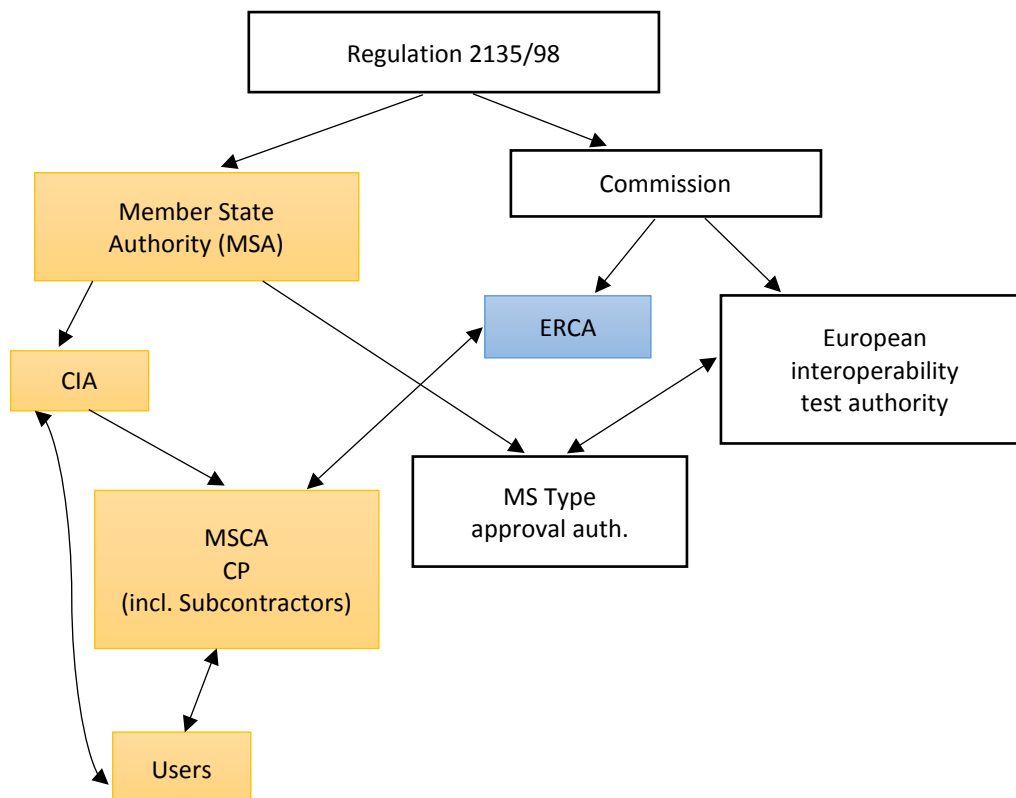 Regulation 2135/98
Member State
Authority (MSA)
Commission
CIA
ERCA
European
interoperability
test authority
MSCA
CP
(incl. Subcontractors)
MS Type
approval auth.
Users